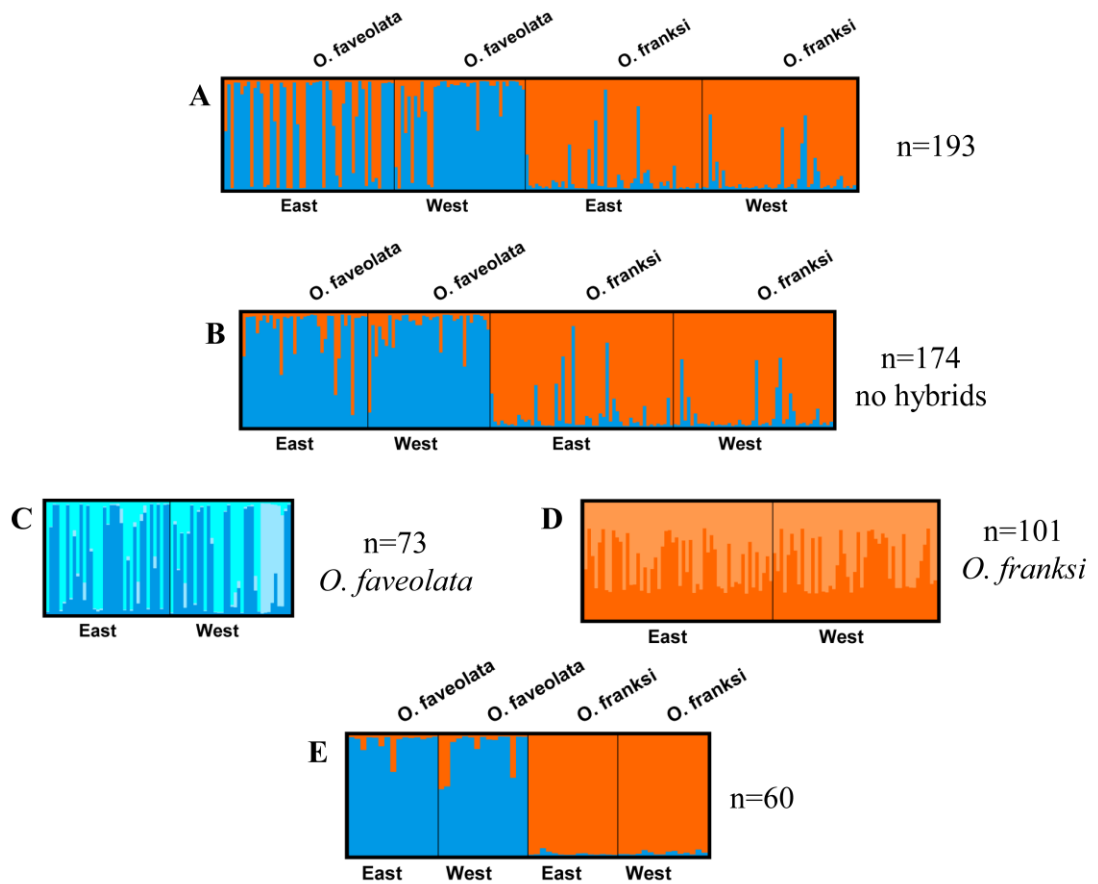 O. faveolata
O. faveolata
O. franksi
O. franksi
A
n=193
East
West
East
West
O. faveolata
O. faveolata
O. franksi
O. franksi
B
n=174
no hybrids
East
West
East
West
C
n=73
O. faveolata
East
West
D
n=101
O. franksi
East
West
O. faveolata
O. faveolata
O. franksi
O. franksi
E
n=60
East
West
East
West